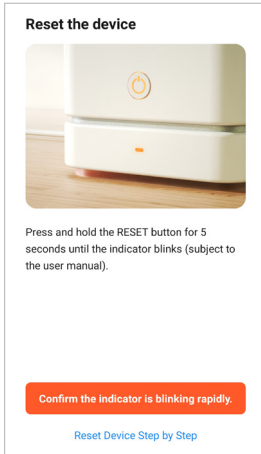 Reset the device
Press and hold the RESET button for 5
seconds until the indicator blinks (subject to
the user manual).
Confirm the indicator is blinking rapidly.
Reset Device Step by Step